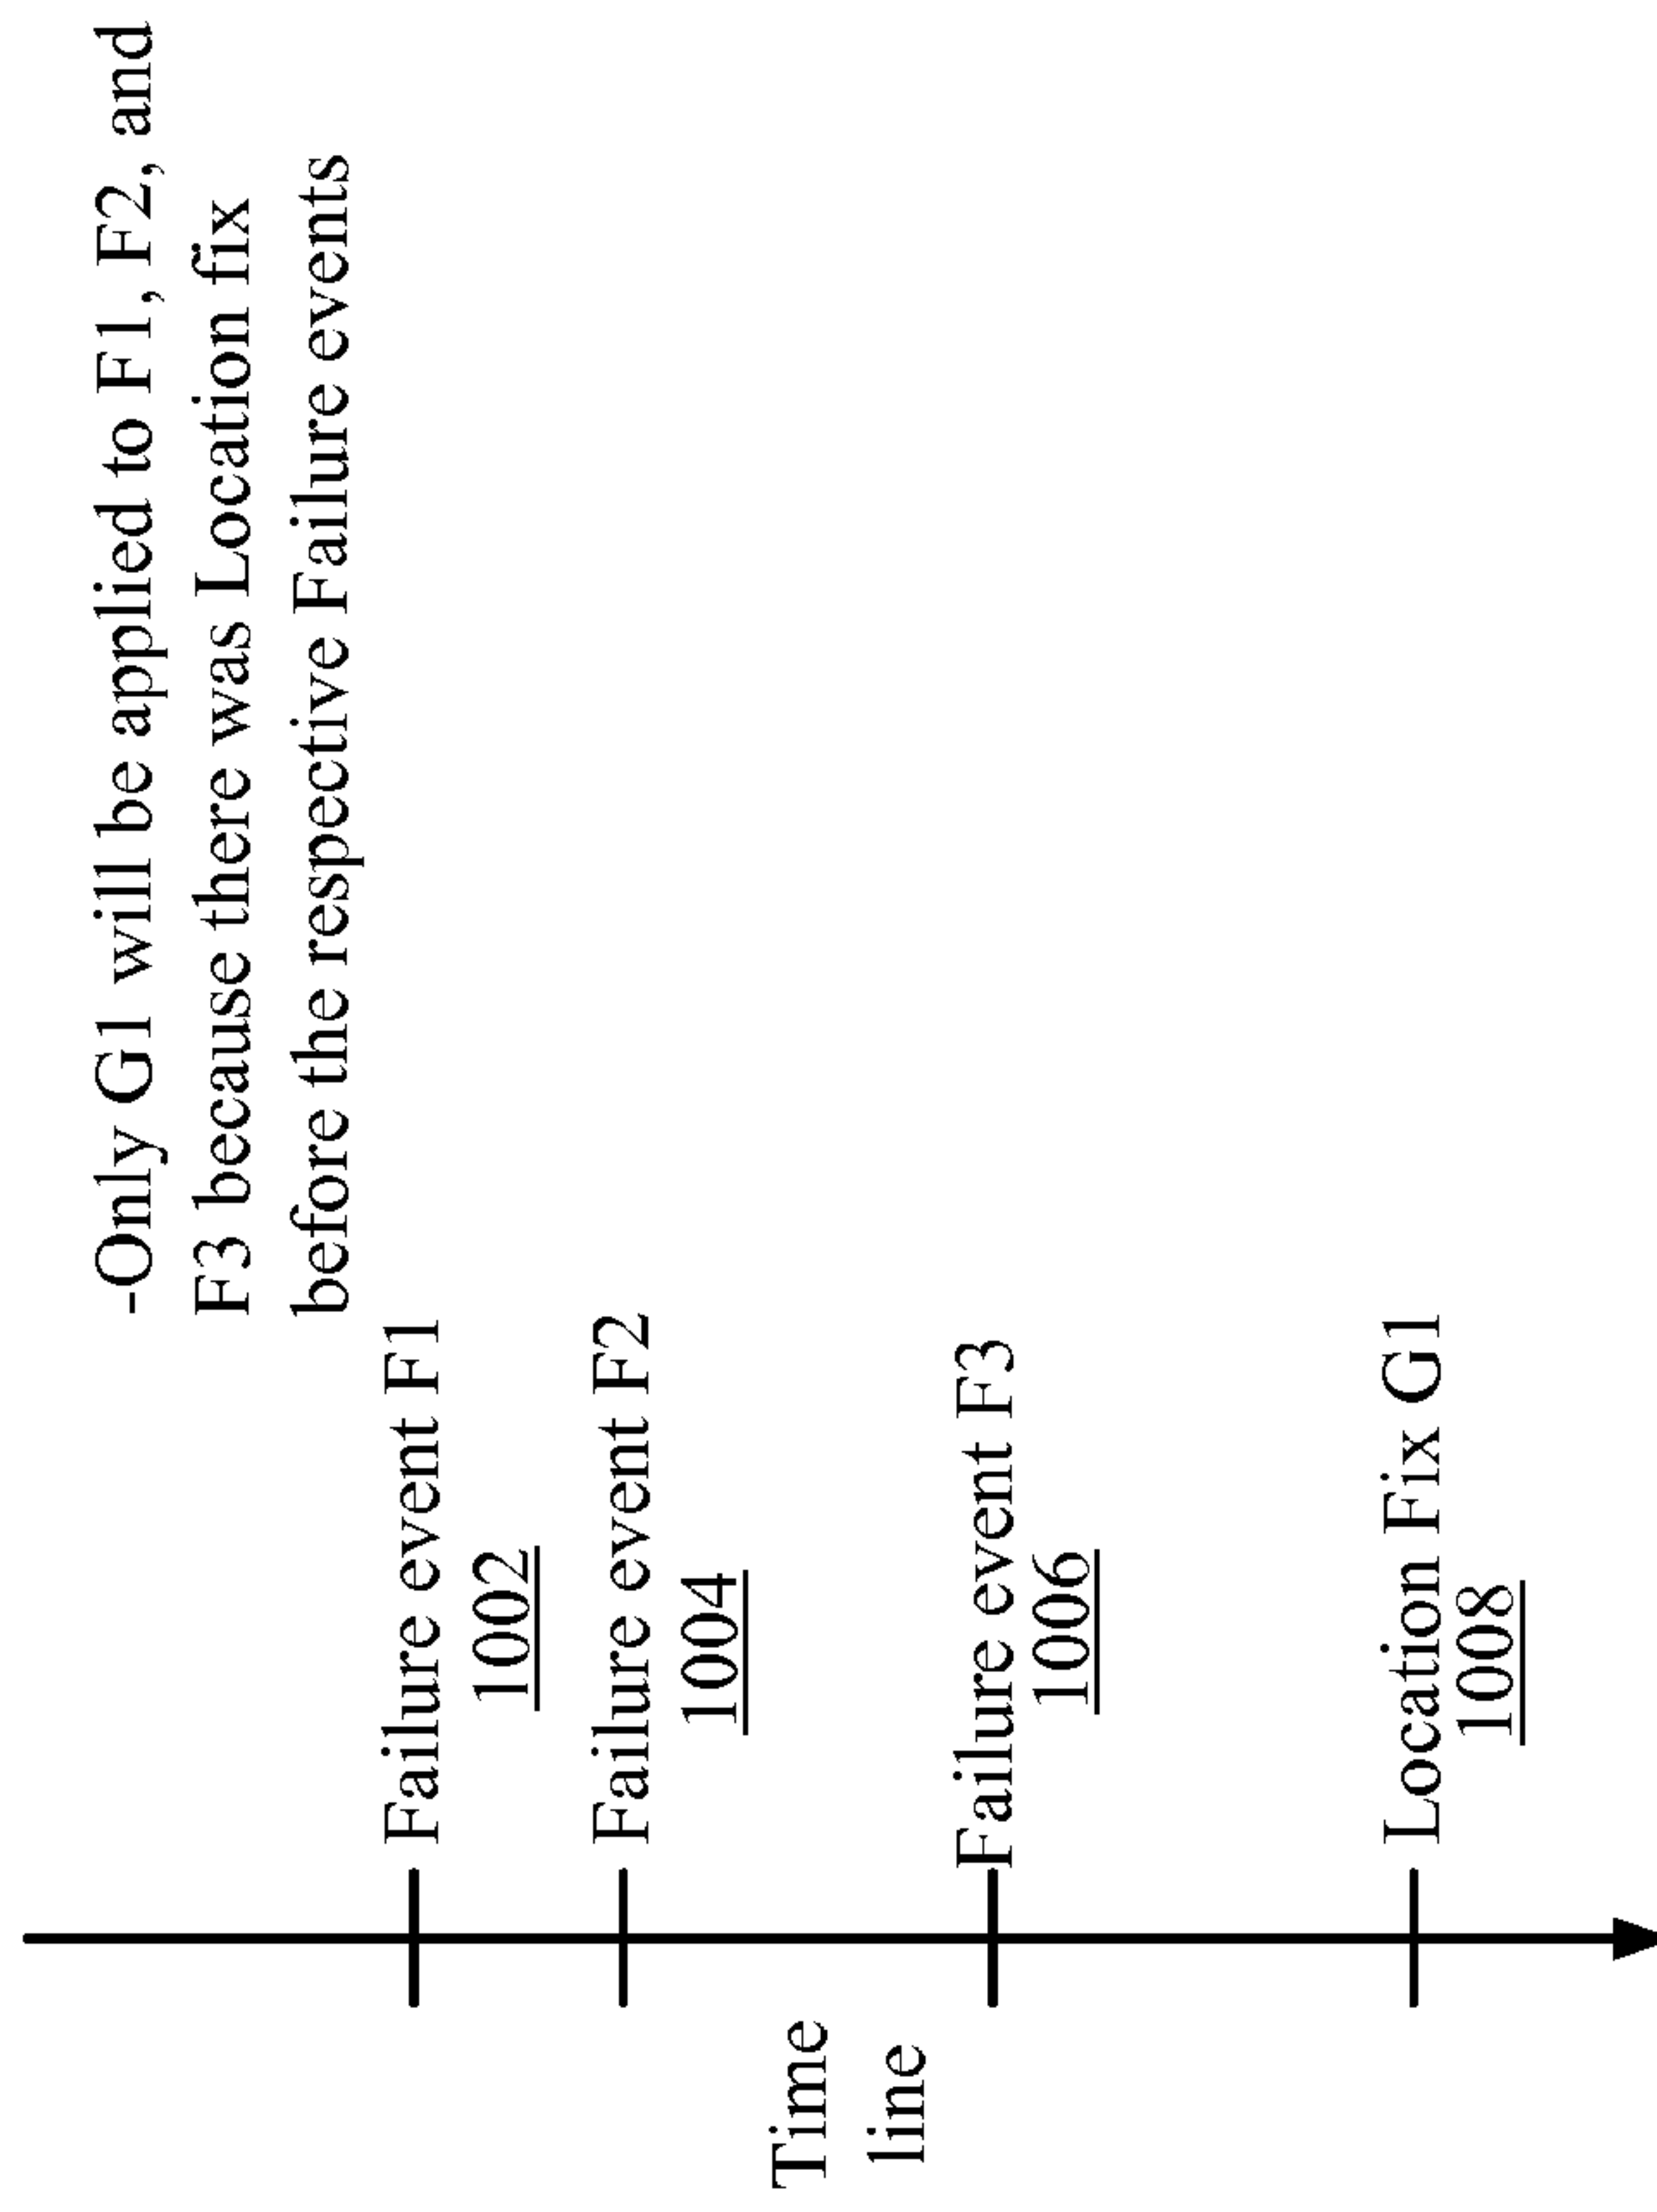 -Only G1 will be applied to F1, F2, and
F3 because there was Location fix
before the respective Failure events
Failure event F1
1002
Failure event F2
1004
Time
line
Failure event F3
1006
Location Fix G1
1008